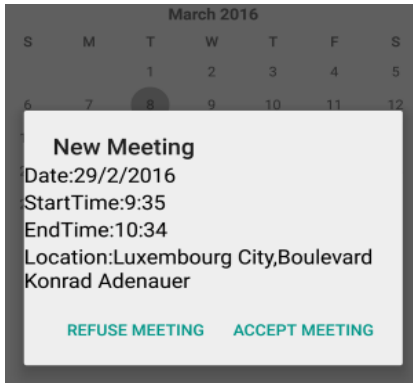 March 2016
S M T W T F S
1 2 3 4 5
6 7 8 9 10 11 12
New Meeting
Date:29/2/2016
StartTime:9:35
EndTime:10:34
Location:Luxembourg City,Boulevard
Konrad Adenauer
REFUSE MEETING ACCEPT MEETING